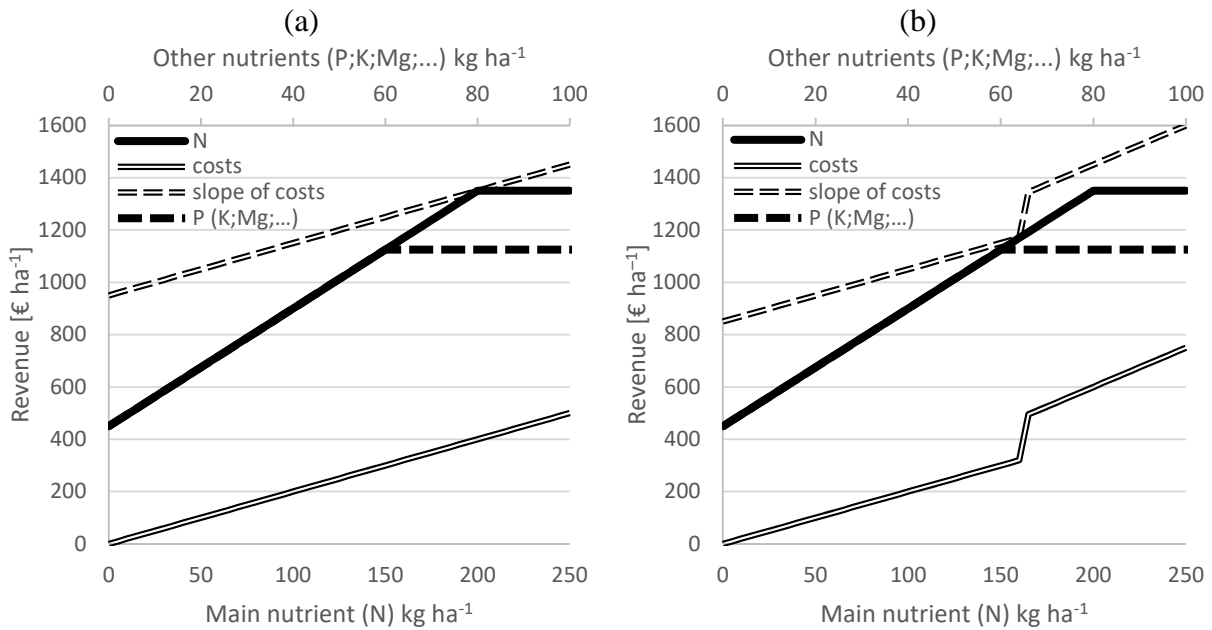 (a)
Other nutrients (P;K;Mg;...) kg ha⁻¹
0 20 40 60 80 100
1600
1400
1200
1000
800
600
400
200
0
Revenue [€ ha⁻¹]
N
costs
slope of costs
P (K;Mg;...)
0 50 100 150 200 250
Main nutrient (N) kg ha⁻¹
(b)
Other nutrients (P;K;Mg;...) kg ha⁻¹
0 20 40 60 80 100
1600
1400
1200
1000
800
600
400
200
0
Revenue [€ ha⁻¹]
N
costs
slope of costs
P (K;Mg;...)
0 50 100 150 200 250
Main nutrient (N) kg ha⁻¹